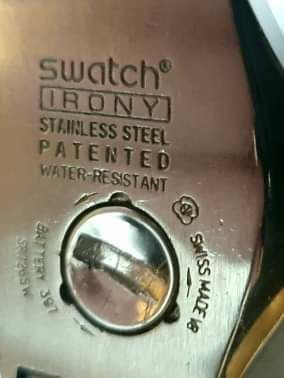 swatch®
IRONY
STAINLESS STEEL
PATENTED
WATER-RESISTANT
SWISS MADE
BATTERY 397
SR726SW